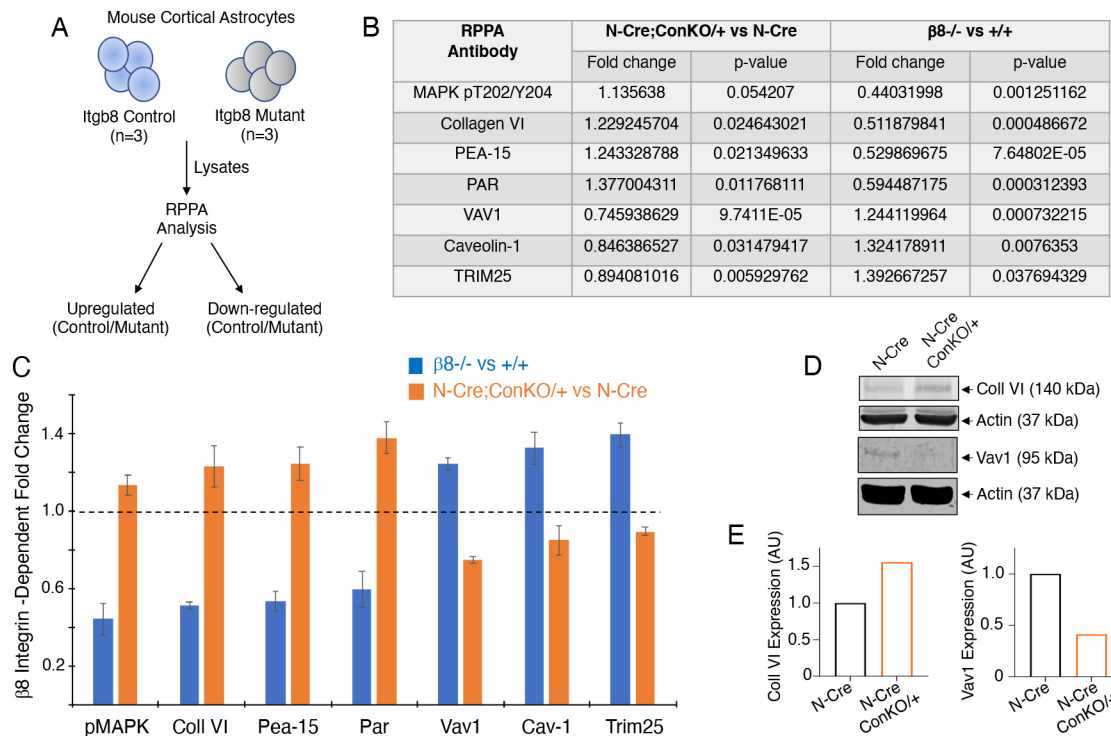 A
Mouse Cortical Astrocytes
Itgb8 Control
(n=3)
Itgb8 Mutant
(n=3)
Lysates
RPPA
Analysis
Upregulated
(Control/Mutant)
Down-regulated
(Control/Mutant)
B
RPPA Antibody N-Cre;ConKO/+ vs N-Cre β8-/- vs +/+
Fold change p-value Fold change p-value
MAPK pT202/Y204 1.135638 0.054207 0.44031998 0.001251162
Collagen VI 1.229245704 0.024643021 0.511879841 0.000486672
PEA-15 1.243328788 0.021349633 0.529869675 7.64802E-05
PAR 1.377004311 0.011768111 0.594487175 0.000312393
VAV1 0.745938629 9.7411E-05 1.244119964 0.000732215
Caveolin-1 0.846386527 0.031479417 1.324178911 0.0076353
TRIM25 0.894081016 0.005929762 1.392667257 0.037694329
C
β8-/- vs +/+
N-Cre;ConKO/+ vs N-Cre
β8 Integrin -Dependent Fold Change
1.4
1.0
0.6
0.2
pMAPK Coll VI Pea-15 Par Vav1 Cav-1 Trim25
D
N-Cre
N-Cre
ConKO/+
Coll VI (140 kDa)
Actin (37 kDa)
Vav1 (95 kDa)
Actin (37 kDa)
E
Coll VI Expression (AU)
1.5
1.0
0.5
0
N-Cre
N-Cre
ConKO/+
Vav1 Expression (AU)
1.0
0.5
0
N-Cre
N-Cre
ConKO/+